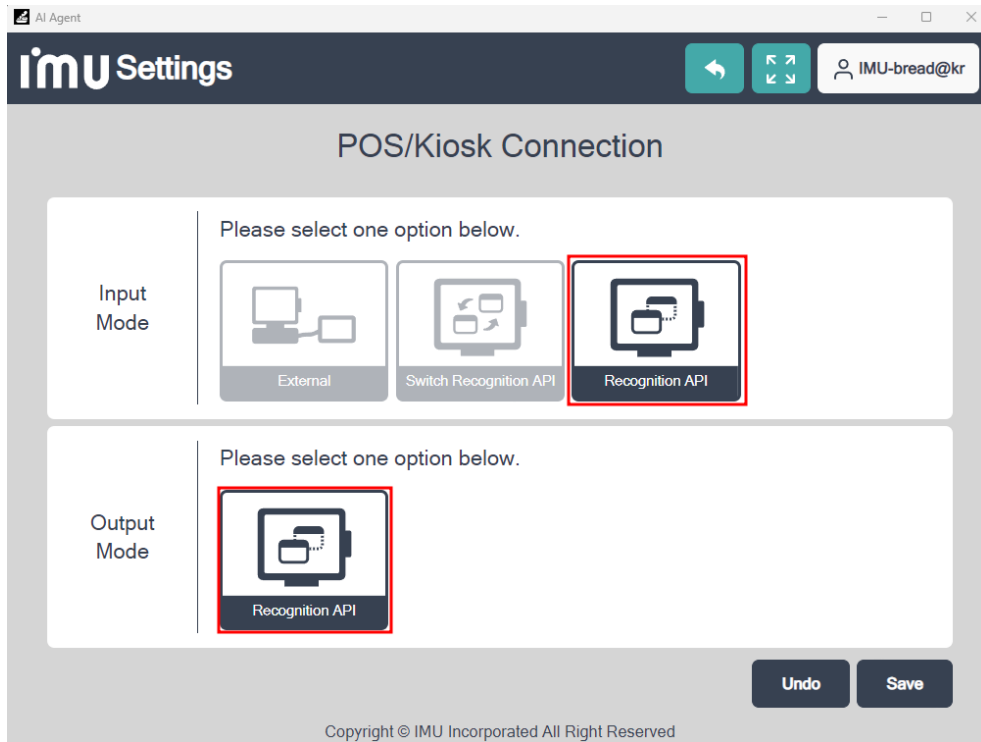 AI Agent
I'mU Settings
IMU-bread@kr
POS/Kiosk Connection
Input
Mode
Please select one option below.
External
Switch Recognition API
Recognition API
Output
Mode
Please select one option below.
Recognition API
Undo
Save
Copyright © IMU Incorporated All Right Reserved